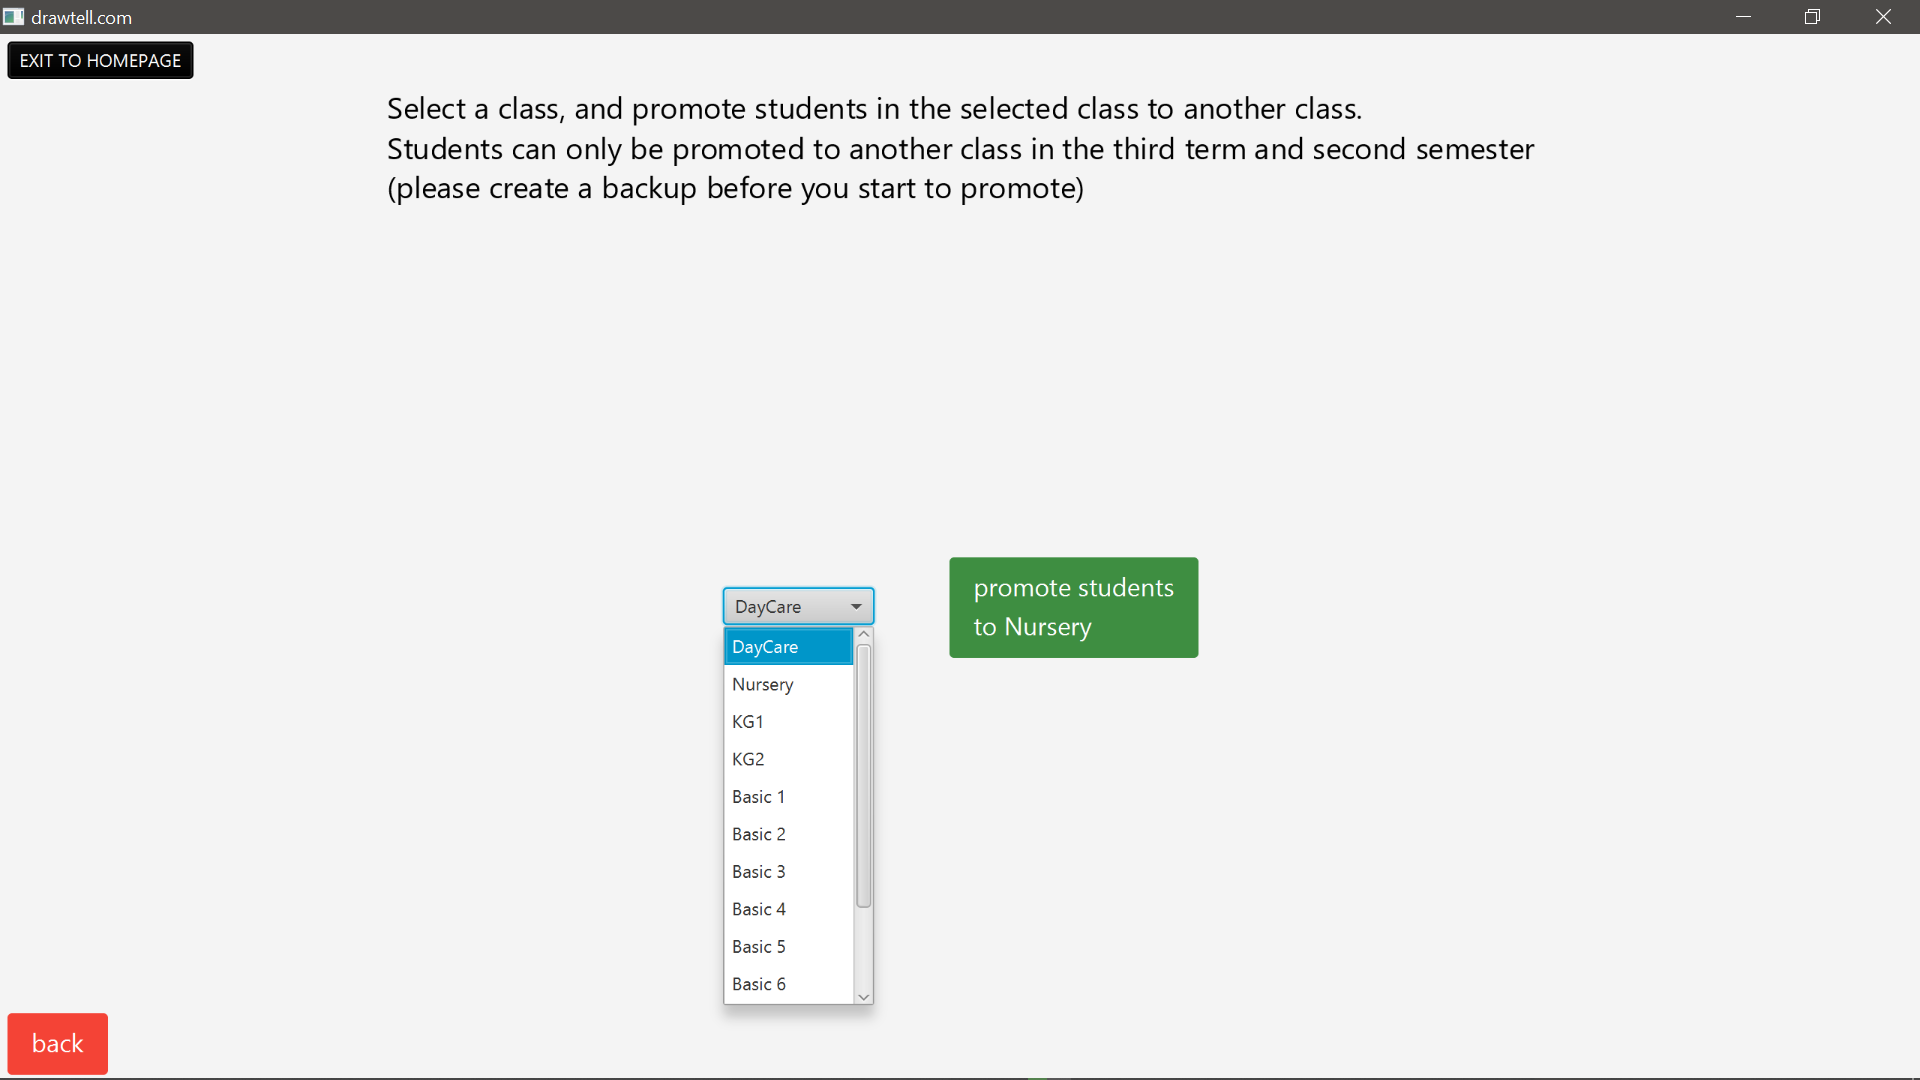 drawtell.com
EXIT TO HOMEPAGE
Select a class, and promote students in the selected class to another class.
Students can only be promoted to another class in the third term and second semester
(please create a backup before you start to promote)
DayCare
promote students
to Nursery
DayCare
Nursery
KG1
KG2
Basic 1
Basic 2
Basic 3
Basic 4
Basic 5
Basic 6
back